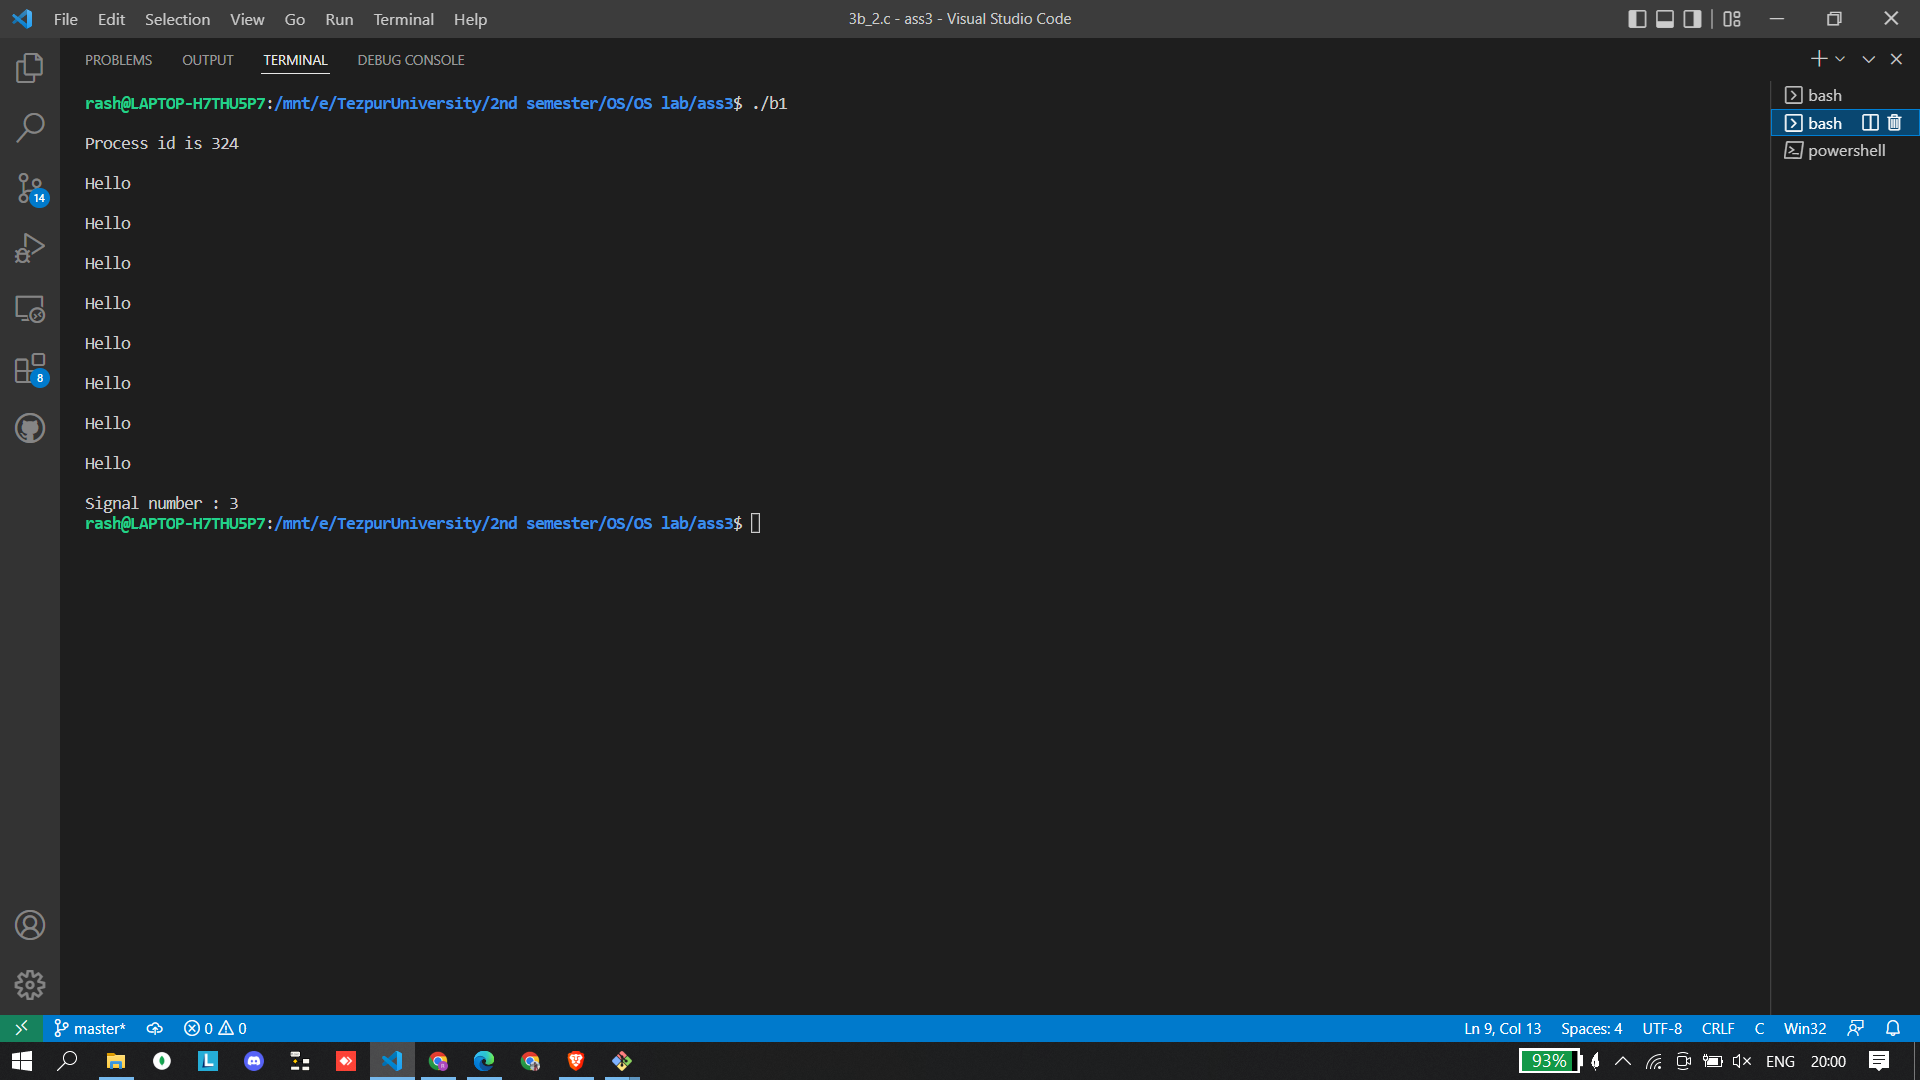 File Edit Selection View Go Run Terminal Help
3b_2.c - ass3 - Visual Studio Code
PROBLEMS OUTPUT TERMINAL DEBUG CONSOLE
rash@LAPTOP-H7THU5P7:/mnt/e/TezpurUniversity/2nd semester/OS/OS lab/ass3$ ./b1
Process id is 324
Hello
Hello
Hello
Hello
Hello
Hello
Hello
Hello
Signal number : 3
rash@LAPTOP-H7THU5P7:/mnt/e/TezpurUniversity/2nd semester/OS/OS lab/ass3$
bash
bash
powershell
14
8
master* 0 0
Ln 9, Col 13 Spaces: 4 UTF-8 CRLF C Win32
L
93% ENG 20:00